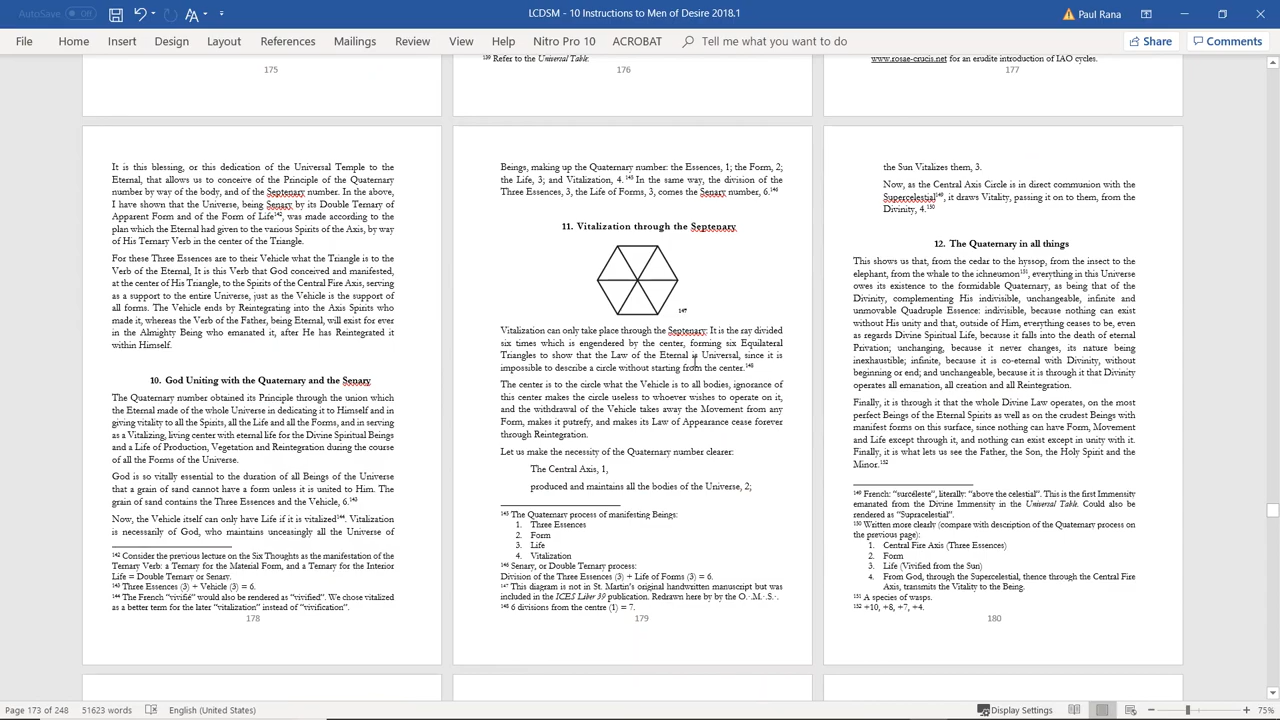 AutoSave Off
LCDSM - 10 Instructions to Men of Desire 2018.1
Paul Rana
File Home Insert Design Layout References Mailings Review View Help Nitro Pro 10 ACROBAT Tell me what you want to do Share Comments
175
139 Refer to the Universal Table.
176
www.rosae-crucis.net for an erudite introduction of IAO cycles.
177
It is this blessing, or this dedication of the Universal Temple to the
Eternal, that allows us to conceive of the Principle of the Quaternary
number by way of the body, and of the Septenary number. In the above,
I have shown that the Universe, being Senary by its Double Ternary of
Apparent Form and of the Form of Life142, was made according to the
plan which the Eternal had given to the various Spirits of the Axis, by way
of His Ternary Verb in the center of the Triangle.
For these Three Essences are to their Vehicle what the Triangle is to the
Verb of the Eternal, It is this Verb that God conceived and manifested,
at the center of His Triangle, to the Spirits of the Central Fire Axis, serving
as a support to the entire Universe, just as the Vehicle is the support of
all forms. The Vehicle ends by Reintegrating into the Axis Spirits who
made it, whereas the Verb of the Father, being Eternal, will exist for ever
in the Almighty Being who emanated it, after He has Reintegrated it
within Himself.
10. God Uniting with the Quaternary and the Senary
The Quaternary number obtained its Principle through the union which
the Eternal made of the whole Universe in dedicating it to Himself and in
giving vitality to all the Spirits, all the Life and all the Forms, and in serving
as a Vitalizing, living center with eternal life for the Divine Spiritual Beings
and a Life of Production, Vegetation and Reintegration during the course
of all the Forms of the Universe.
God is so vitally essential to the duration of all Beings of the Universe
that a grain of sand cannot have a form unless it is united to Him. The
grain of sand contains the Three Essences and the Vehicle, 6.143
Now, the Vehicle itself can only have Life if it is vitalized144. Vitalization
is necessarily of God, who maintains unceasingly all the Universe of
142 Consider the previous lecture on the Six Thoughts as the manifestation of the
Ternary Verb: a Ternary for the Material Form, and a Ternary for the Interior
Life = Double Ternary or Senary.
143 Three Essences (3) + Vehicle (3) = 6.
144 The French “vivifié” would also be rendered as “vivified”. We chose vitalized
as a better term for the later “vitalization” instead of “vivification”.
178
Beings, making up the Quaternary number: the Essences, 1; the Form, 2;
the Life, 3; and Vitalization, 4. 145 In the same way, the division of the
Three Essences, 3, the Life of Forms, 3, comes the Senary number, 6.146
11. Vitalization through the Septenary
147
Vitalization can only take place through the Septenary: It is the ray divided
six times which is engendered by the center, forming six Equilateral
Triangles to show that the Law of the Eternal is Universal, since it is
impossible to describe a circle without starting from the center.148
The center is to the circle what the Vehicle is to all bodies, ignorance of
this center makes the circle useless to whoever wishes to operate on it,
and the withdrawal of the Vehicle takes away the Movement from any
Form, makes it putrefy, and makes its Law of Appearance cease forever
through Reintegration.
Let us make the necessity of the Quaternary number clearer:
The Central Axis, 1,
produced and maintains all the bodies of the Universe, 2;
145 The Quaternary process of manifesting Beings:
1. Three Essences
2. Form
3. Life
4. Vitalization
146 Senary, or Double Ternary process:
Division of the Three Essences (3) + Life of Forms (3) = 6.
147 This diagram is not in St. Martin's original handwritten manuscript but was
included in the ICES Liber 39 publication. Redrawn here by by the O.·.M.·.S.·.
148 6 divisions from the centre (1) = 7.
179
the Sun Vitalizes them, 3.
Now, as the Central Axis Circle is in direct communion with the
Supercelestial149, it draws Vitality, passing it on to them, from the
Divinity, 4.150
12. The Quaternary in all things
This shows us that, from the cedar to the hyssop, from the insect to the
elephant, from the whale to the ichneumon151, everything in this Universe
owes its existence to the formidable Quaternary, as being that of the
Divinity, complementing His indivisible, unchangeable, infinite and
unmovable Quadruple Essence: indivisible, because nothing can exist
without His unity and that, outside of Him, everything ceases to be, even
as regards Divine Spiritual Life, because it falls into the death of eternal
Privation; unchanging, because it never changes, its nature being
inexhaustible; infinite, because it is co-eternal with Divinity, without
beginning or end; and unchangeable, because it is through it that Divinity
operates all emanation, all creation and all Reintegration.
Finally, it is through it that the whole Divine Law operates, on the most
perfect Beings of the Eternal Spirits as well as on the crudest Beings with
manifest forms on this surface, since nothing can have Form, Movement
and Life except through it, and nothing can exist except in unity with it.
Finally, it is what lets us see the Father, the Son, the Holy Spirit and the
Minor.152
149 French: “surcéleste”, literally: “above the celestial”. This is the first Immensity
emanated from the Divine Immensity in the Universal Table. Could also be
rendered as “Supracelestial”.
150 Written more clearly (compare with description of the Quaternary process on
the previous page):
1. Central Fire Axis (Three Essences)
2. Form
3. Life (Vivified from the Sun)
4. From God, through the Supercelestial, thence through the Central Fire
Axis, transmits the Vitality to the Being.
151 A species of wasps.
152 +10, +8, +7, +4.
180
Page 173 of 248 51623 words English (United States) Display Settings 75%